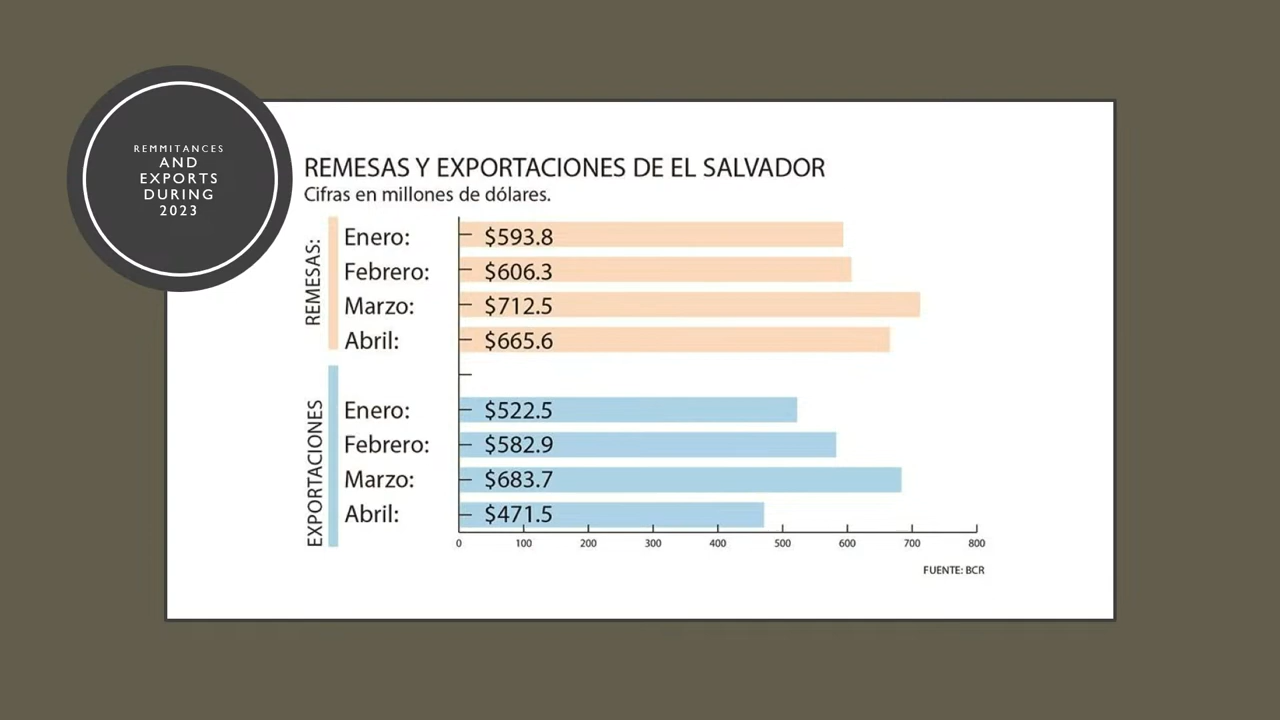 REMMITANCES
AND
EXPORTS
DURING
2023
REMESAS Y EXPORTACIONES DE EL SALVADOR
Cifras en millones de dólares.
REMESAS:
Enero: $593.8
Febrero: $606.3
Marzo: $712.5
Abril: $665.6
EXPORTACIONES
Enero: $522.5
Febrero: $582.9
Marzo: $683.7
Abril: $471.5
0 100 200 300 400 500 600 700 800
FUENTE: BCR